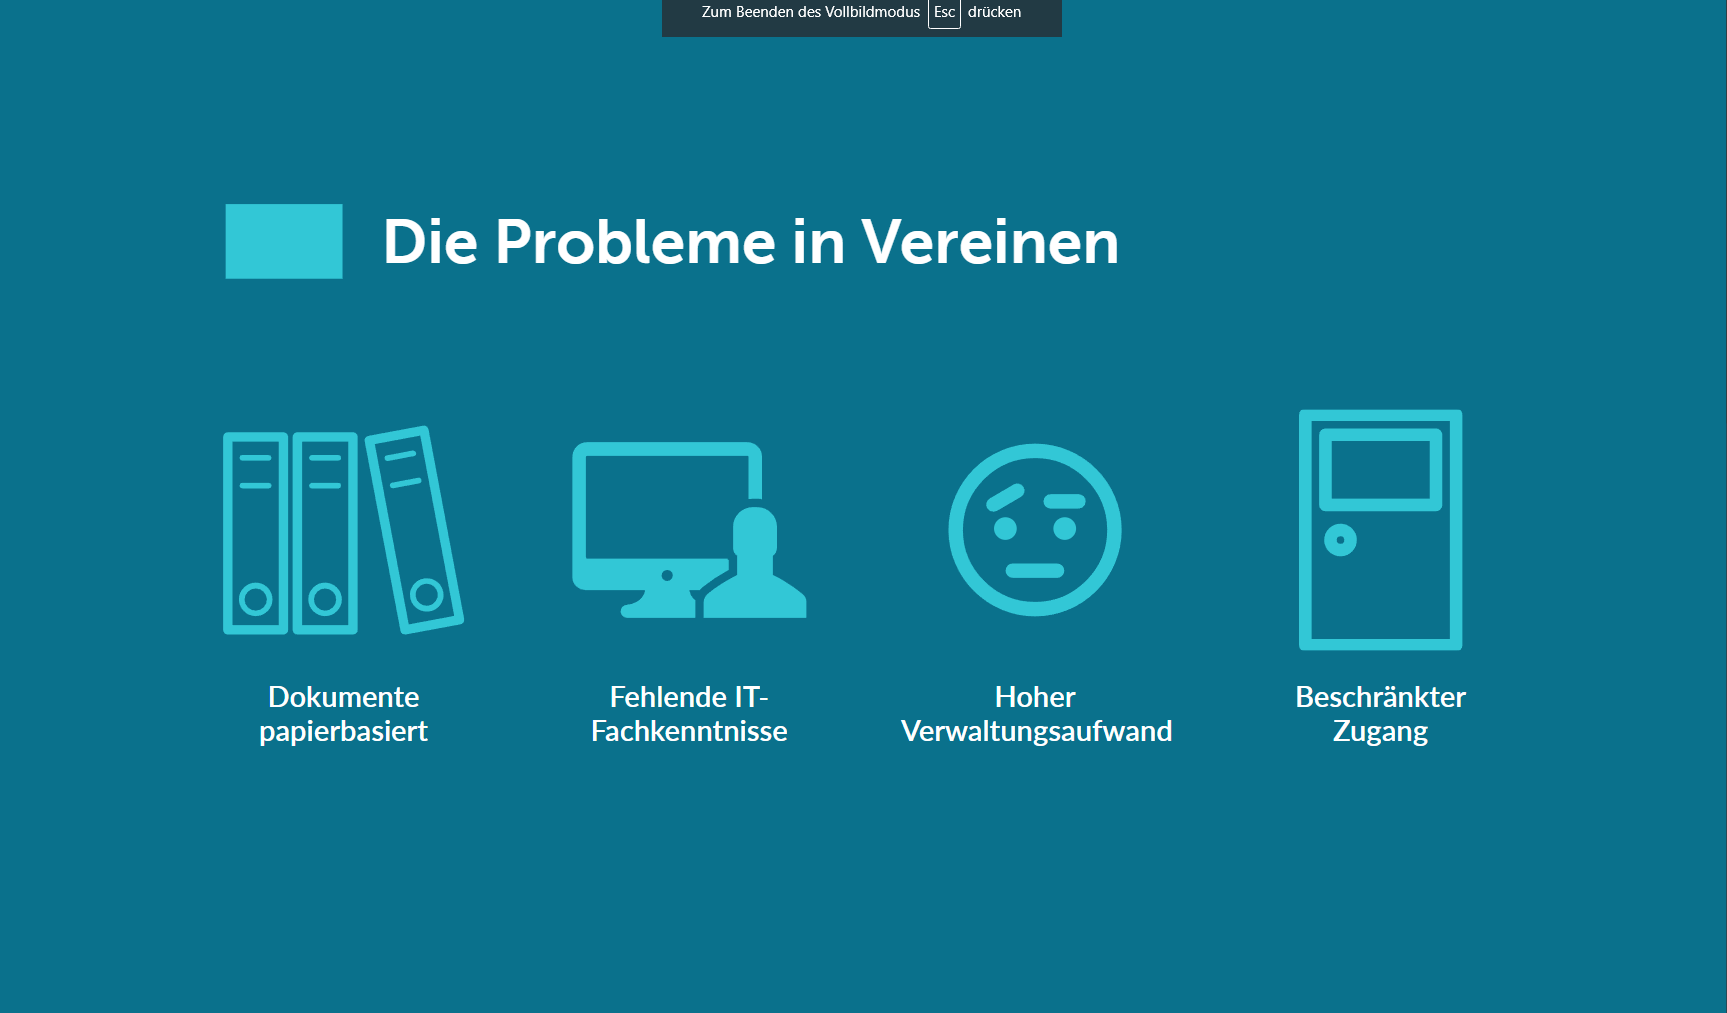 Zum Beenden des Vollbildmodus Esc drücken
Die Probleme in Vereinen
Dokumente
papierbasiert
Fehlende IT-
Fachkenntnisse
Hoher
Verwaltungsaufwand
Beschränkter
Zugang